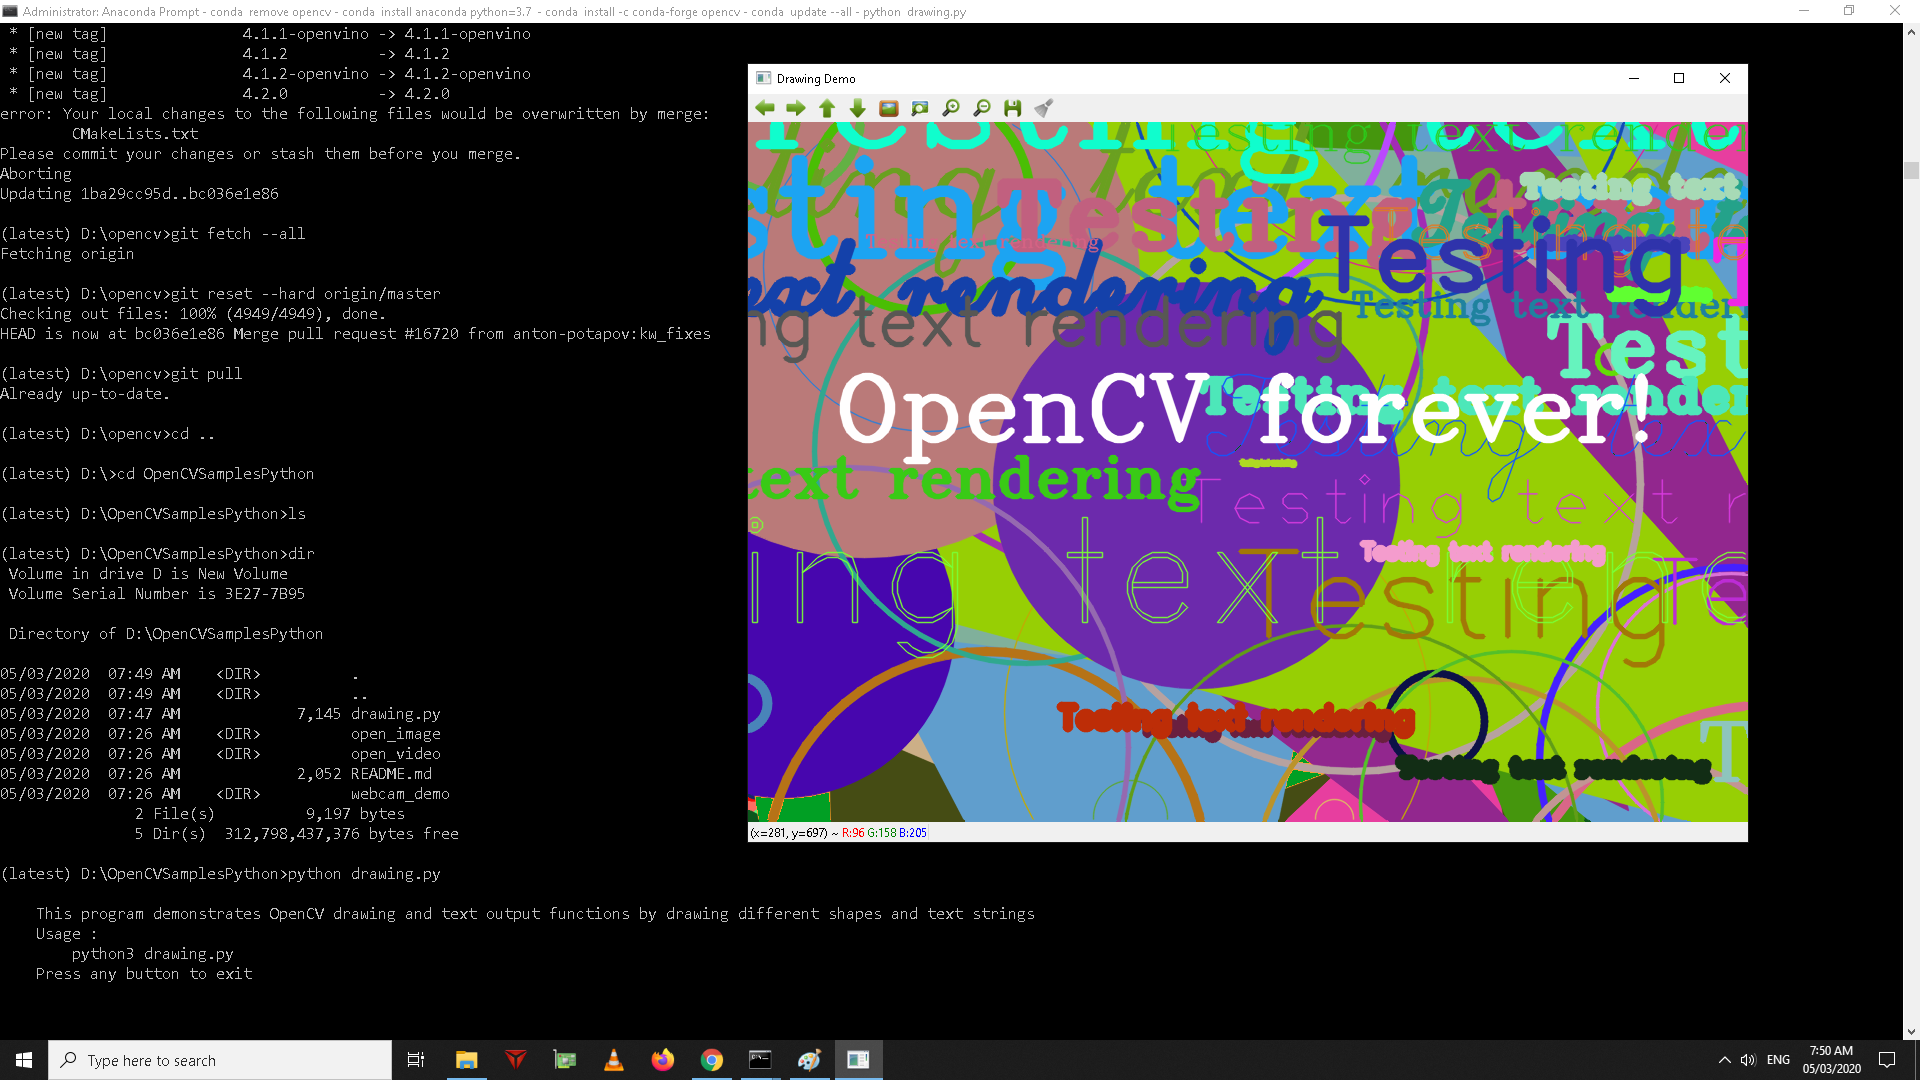 Administrator: Anaconda Prompt - conda  remove opencv - conda  install anaconda python=3.7  - conda  install -c conda-forge opencv - conda  update --all - python  drawing.py
* [new tag]               4.1.1-openvino -> 4.1.1-openvino
* [new tag]               4.1.2          -> 4.1.2
* [new tag]               4.1.2-openvino -> 4.1.2-openvino
* [new tag]               4.2.0          -> 4.2.0
error: Your local changes to the following files would be overwritten by merge:
CMakeLists.txt
Please commit your changes or stash them before you merge.
Aborting
Updating 1ba29cc95d..bc036e1e86
(latest) D:\opencv>git fetch --all
Fetching origin
(latest) D:\opencv>git reset --hard origin/master
Checking out files: 100% (4949/4949), done.
HEAD is now at bc036e1e86 Merge pull request #16720 from anton-potapov:kw_fixes
(latest) D:\opencv>git pull
Already up-to-date.
(latest) D:\opencv>cd ..
(latest) D:\>cd OpenCVSamplesPython
(latest) D:\OpenCVSamplesPython>ls
(latest) D:\OpenCVSamplesPython>dir
Volume in drive D is New Volume
Volume Serial Number is 3E27-7B95
Directory of D:\OpenCVSamplesPython
05/03/2020  07:49 AM    <DIR>          .
05/03/2020  07:49 AM    <DIR>          ..
05/03/2020  07:47 AM             7,145 drawing.py
05/03/2020  07:26 AM    <DIR>          open_image
05/03/2020  07:26 AM    <DIR>          open_video
05/03/2020  07:26 AM             2,052 README.md
05/03/2020  07:26 AM    <DIR>          webcam_demo
2 File(s)          9,197 bytes
5 Dir(s)  312,798,437,376 bytes free
(latest) D:\OpenCVSamplesPython>python drawing.py
This program demonstrates OpenCV drawing and text output functions by drawing different shapes and text strings
Usage :
python3 drawing.py
Press any button to exit
Drawing Demo
Testing
Testing text render
sting text
Testing
Testing text
Testing text rendering
Testing
ext rendering
Testing text render
ng text rendering
Test
OpenCV forever!
Testing text render
Testing tex
text rendering
Testing text r
ing text rend
Testing text rendering
Testing
Testing text rendering
Testing text rendering
T
(x=281, y=697) ~ R:96 G:158 B:205
Type here to search
ENG
7:50 AM
05/03/2020